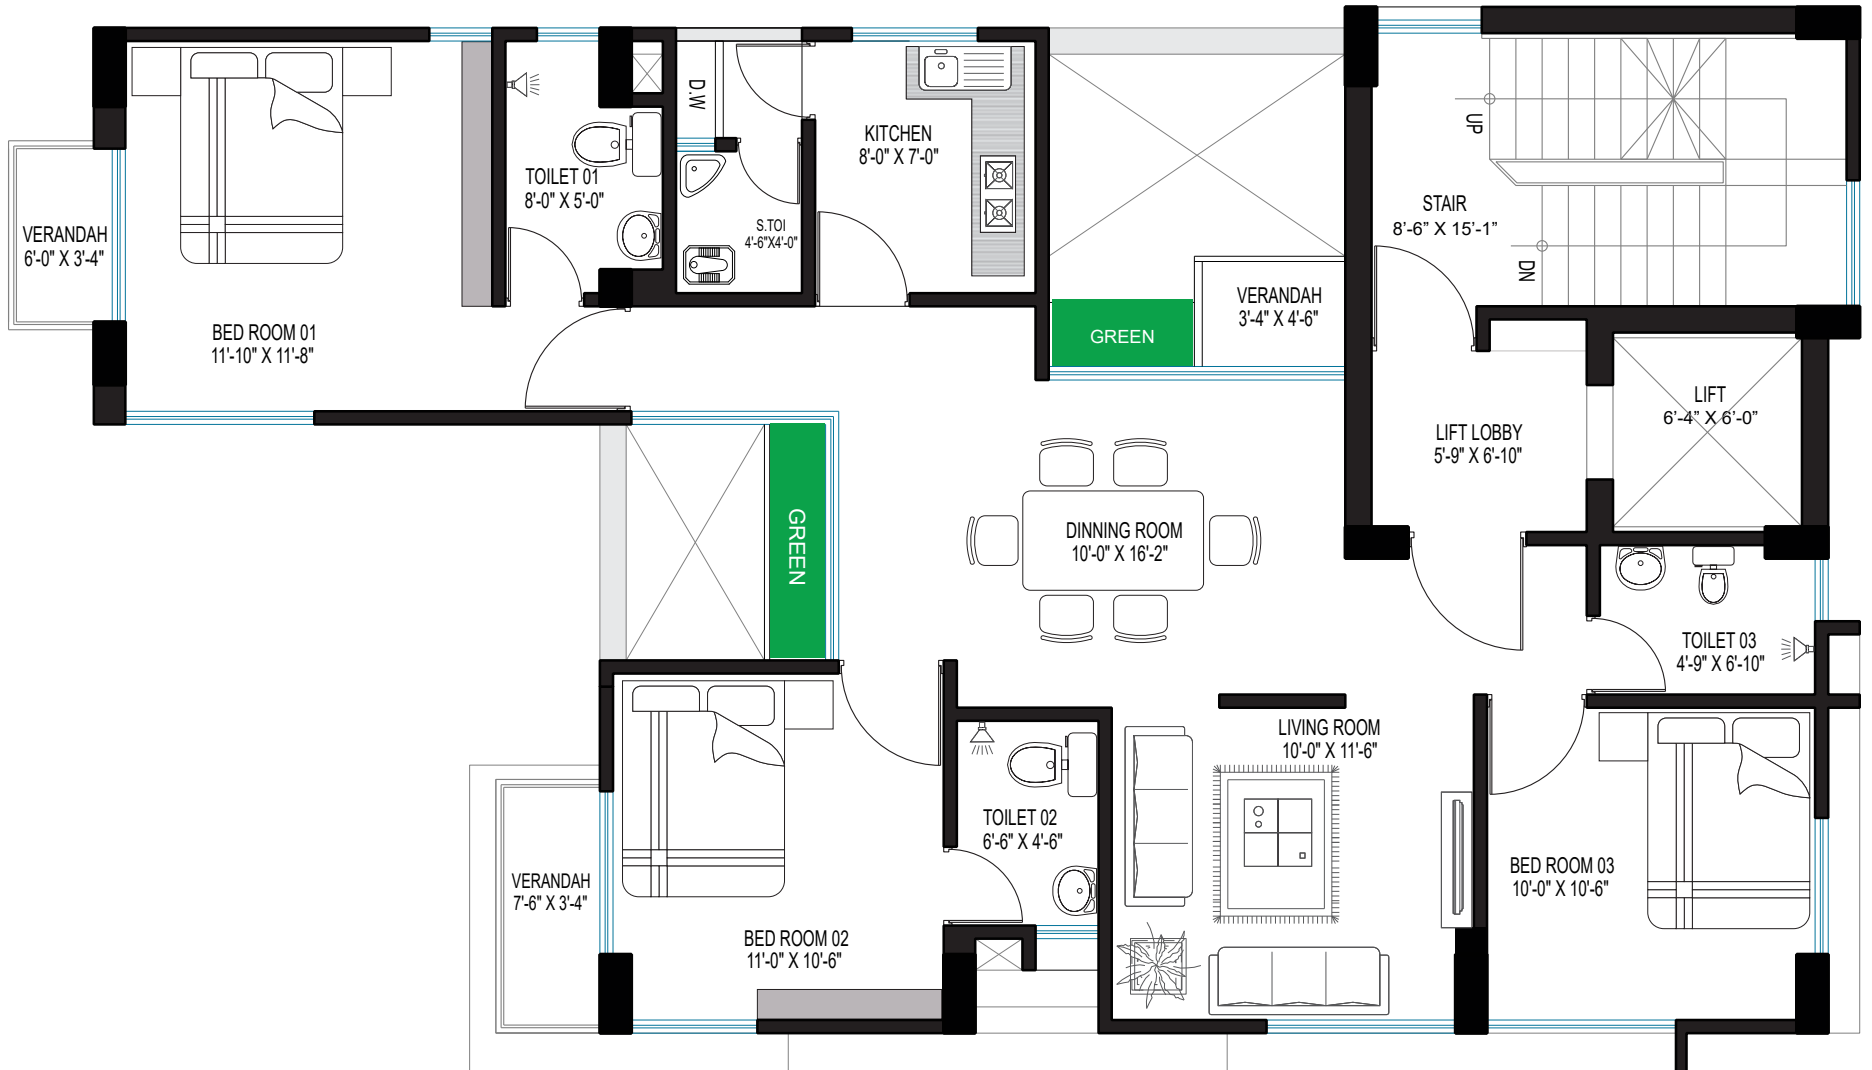 D.W
KITCHEN
8'-0" X 7'-0"
UP
TOILET 01
8'-0" X 5'-0"
STAIR
8'-6" X 15'-1"
VERANDAH
6'-0" X 3'-4"
S.TOI
4'-6"X4'-0"
DN
VERANDAH
3'-4" X 4'-6"
GREEN
BED ROOM 01
11'-10" X 11'-8"
LIFT
6'-4" X 6'-0"
LIFT LOBBY
5'-9" X 6'-10"
GREEN
DINNING ROOM
10'-0" X 16'-2"
TOILET 03
4'-9" X 6'-10"
LIVING ROOM
10'-0" X 11'-6"
TOILET 02
6'-6" X 4'-6"
BED ROOM 03
10'-0" X 10'-6"
VERANDAH
7'-6" X 3'-4"
BED ROOM 02
11'-0" X 10'-6"